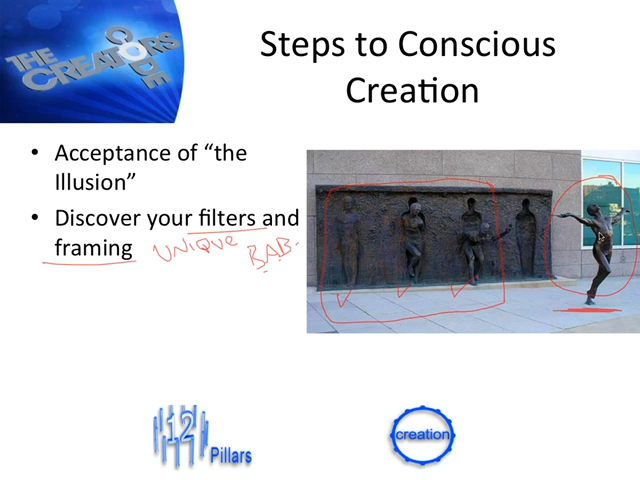 THE CREATORS CODE
Steps to Conscious
Creation
• Acceptance of “the
Illusion”
• Discover your filters and
framing
UNIQUE BAB.
12 Pillars
creation